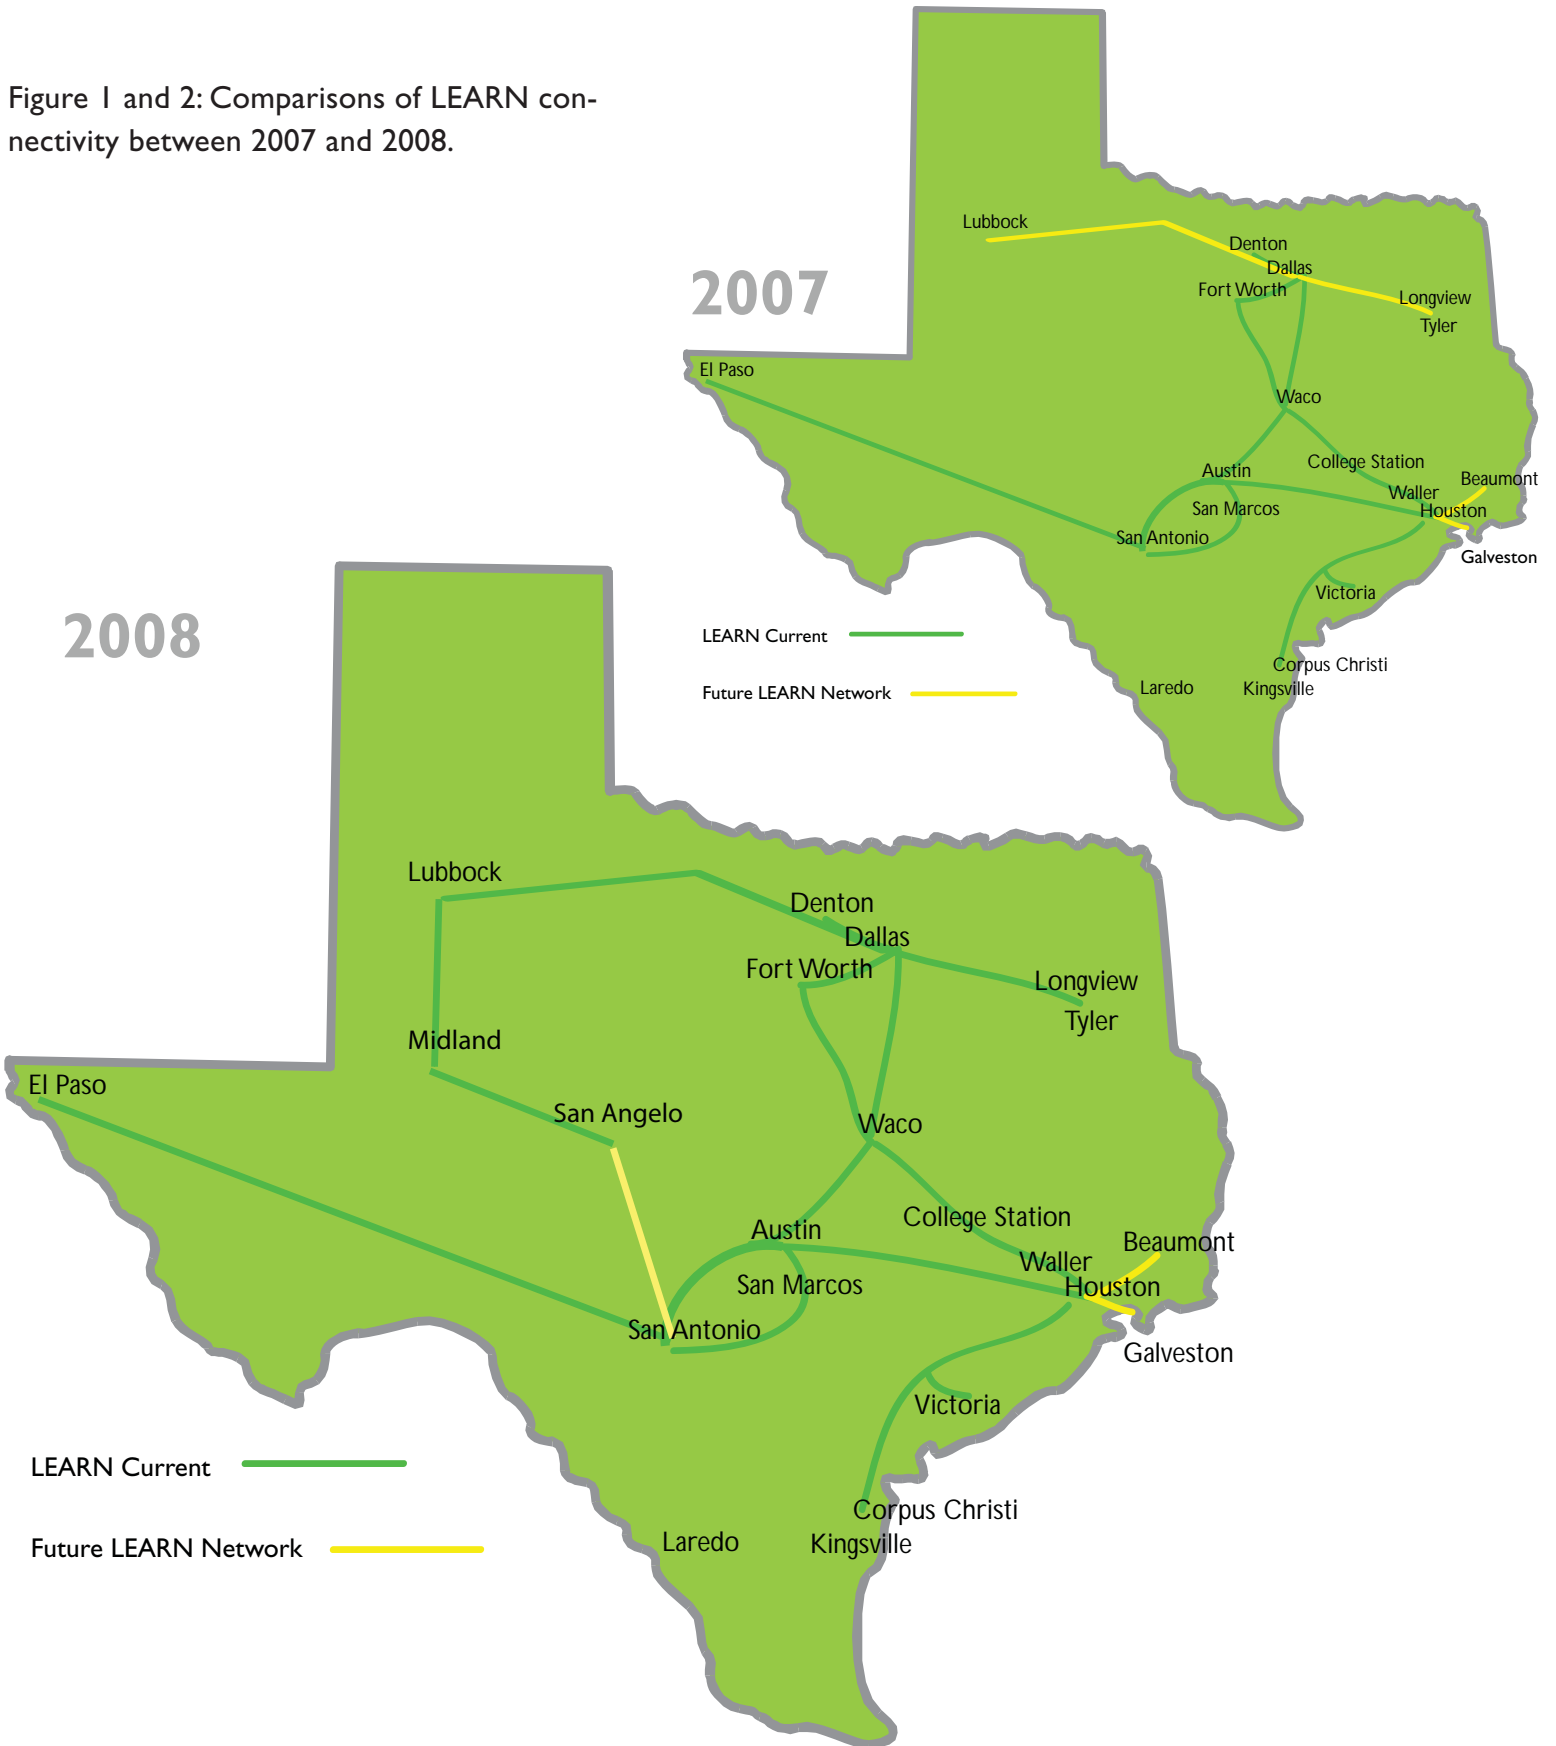 Figure 1 and 2: Comparisons of LEARN con-
nectivity between 2007 and 2008.
2007
Lubbock
Denton
Dallas
Fort Worth
Longview
Tyler
El Paso
Waco
College Station
Austin
Beaumont
Waller
San Marcos
Houston
San Antonio
Galveston
Victoria
LEARN Current
Corpus Christi
Laredo
Kingsville
Future LEARN Network
2008
Lubbock
Denton
Dallas
Fort Worth
Longview
Tyler
Midland
El Paso
San Angelo
Waco
College Station
Austin
Beaumont
Waller
San Marcos
Houston
San Antonio
Galveston
Victoria
LEARN Current
Corpus Christi
Laredo
Kingsville
Future LEARN Network